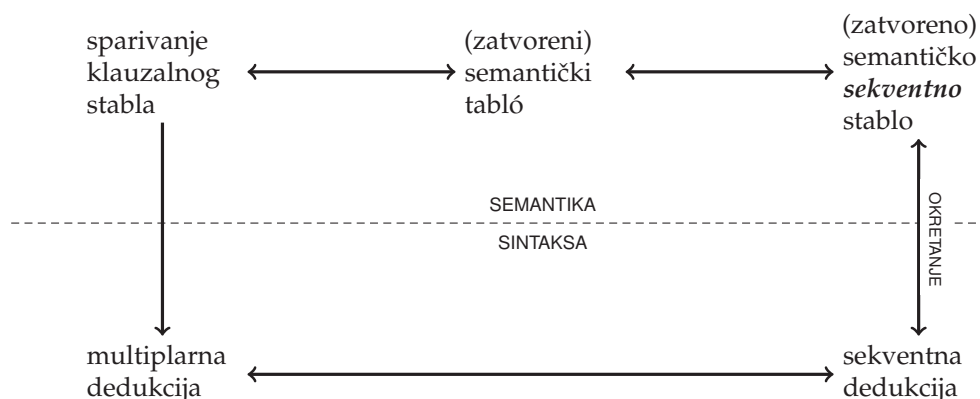 sparivanje
klauzalnog
stabla
(zatvoreni)
semantički
tabló
(zatvoreno)
semantičko
sekventno
stablo
SEMANTIKA
SINTAKSA
OKRETANJE
multiplarna
dedukcija
sekventna
dedukcija